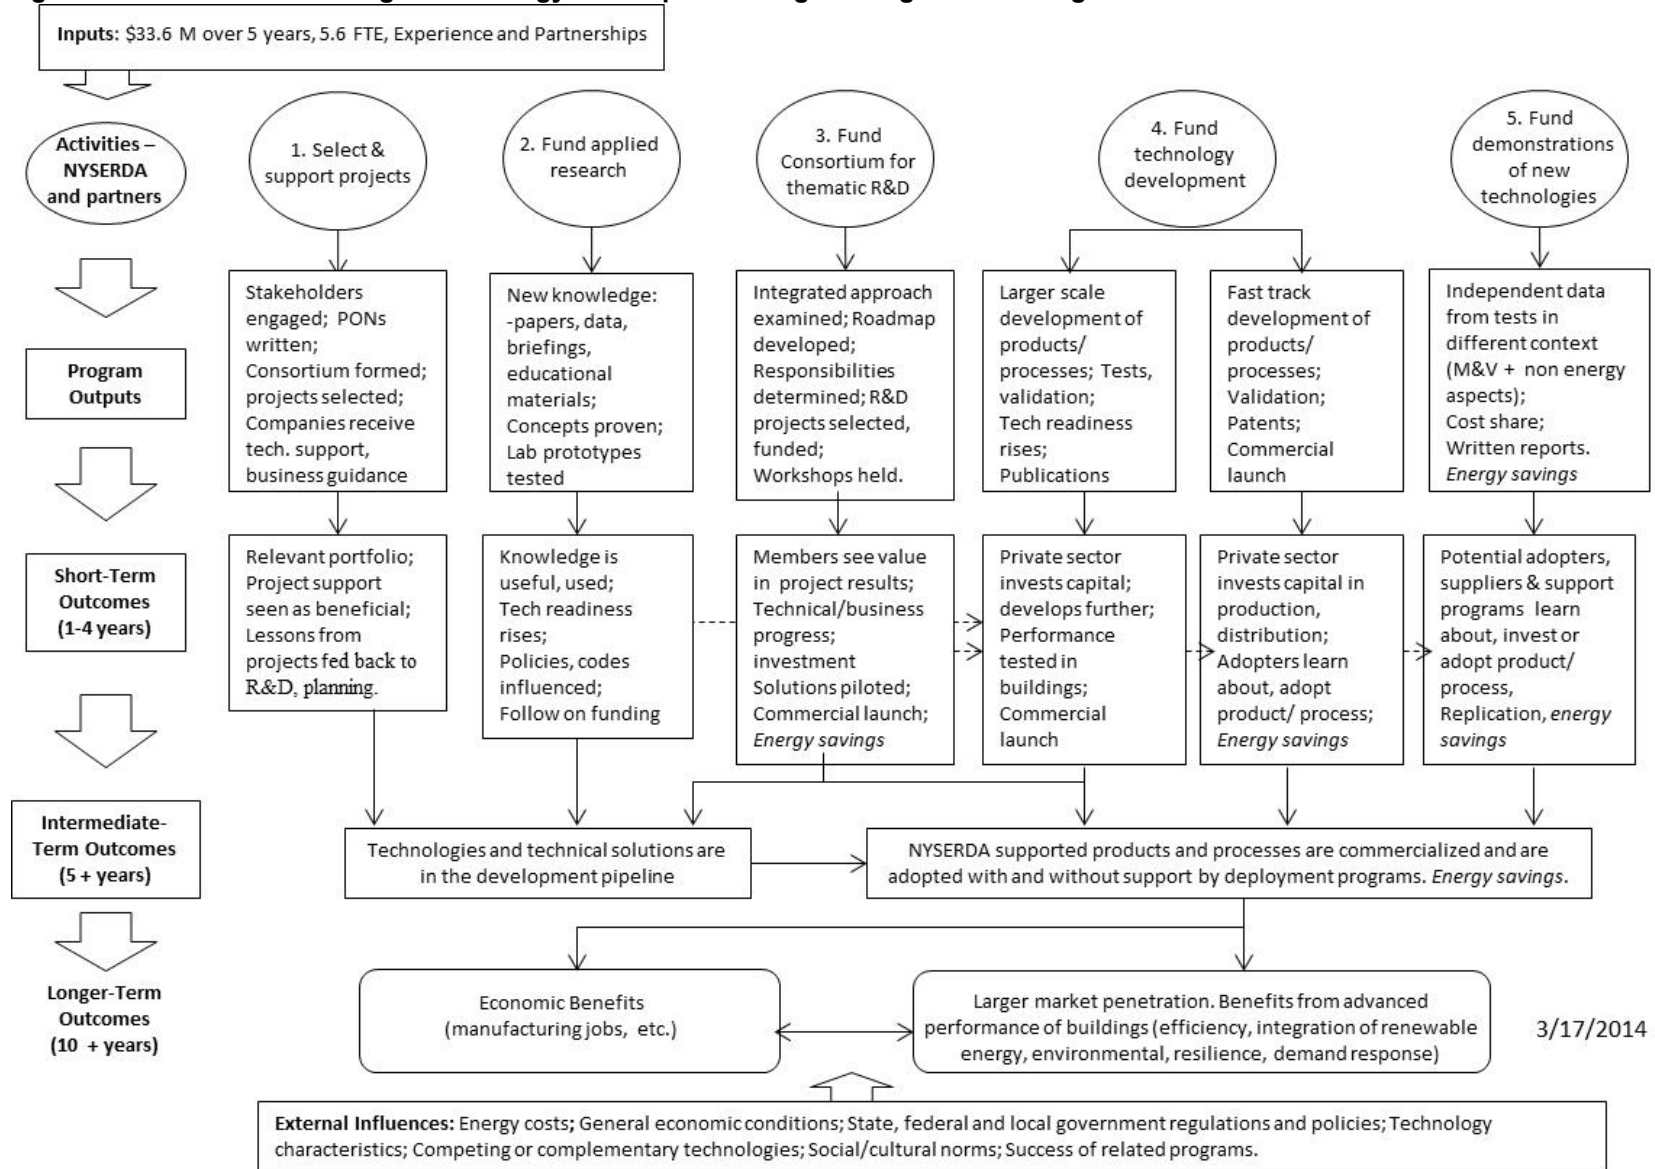 Inputs: $33.6 M over 5 years, 5.6 FTE, Experience and Partnerships
Activities –
NYSERDA
and partners
1. Select &
support projects
2. Fund applied
research
3. Fund
Consortium for
thematic R&D
4. Fund
technology
development
5. Fund
demonstrations
of new
technologies
Program
Outputs
Stakeholders
engaged; PONs
written;
Consortium formed;
projects selected;
Companies receive
tech. support,
business guidance
New knowledge:
-papers, data,
briefings,
educational
materials;
Concepts proven;
Lab prototypes
tested
Integrated approach
examined; Roadmap
developed;
Responsibilities
determined; R&D
projects selected,
funded;
Workshops held.
Larger scale
development of
products/
processes; Tests,
validation;
Tech readiness
rises;
Publications
Fast track
development of
products/
processes;
Validation;
Patents;
Commercial
launch
Independent data
from tests in
different context
(M&V + non energy
aspects);
Cost share;
Written reports.
Energy savings
Short-Term
Outcomes
(1-4 years)
Relevant portfolio;
Project support
seen as beneficial;
Lessons from
projects fed back to
R&D, planning.
Knowledge is
useful, used;
Tech readiness
rises;
Policies, codes
influenced;
Follow on funding
Members see value
in project results;
Technical/business
progress;
investment
Solutions piloted;
Commercial launch;
Energy savings
Private sector
invests capital;
develops further;
Performance
tested in
buildings;
Commercial
launch
Private sector
invests capital in
production,
distribution;
Adopters learn
about, adopt
product/ process;
Energy savings
Potential adopters,
suppliers & support
programs learn
about, invest or
adopt product/
process,
Replication, energy
savings
Intermediate-
Term Outcomes
(5 + years)
Technologies and technical solutions are
in the development pipeline
NYSERDA supported products and processes are commercialized and are
adopted with and without support by deployment programs. Energy savings.
Longer-Term
Outcomes
(10 + years)
Economic Benefits
(manufacturing jobs, etc.)
Larger market penetration. Benefits from advanced
performance of buildings (efficiency, integration of renewable
energy, environmental, resilience, demand response)
3/17/2014
External Influences: Energy costs; General economic conditions; State, federal and local government regulations and policies; Technology
characteristics; Competing or complementary technologies; Social/cultural norms; Success of related programs.